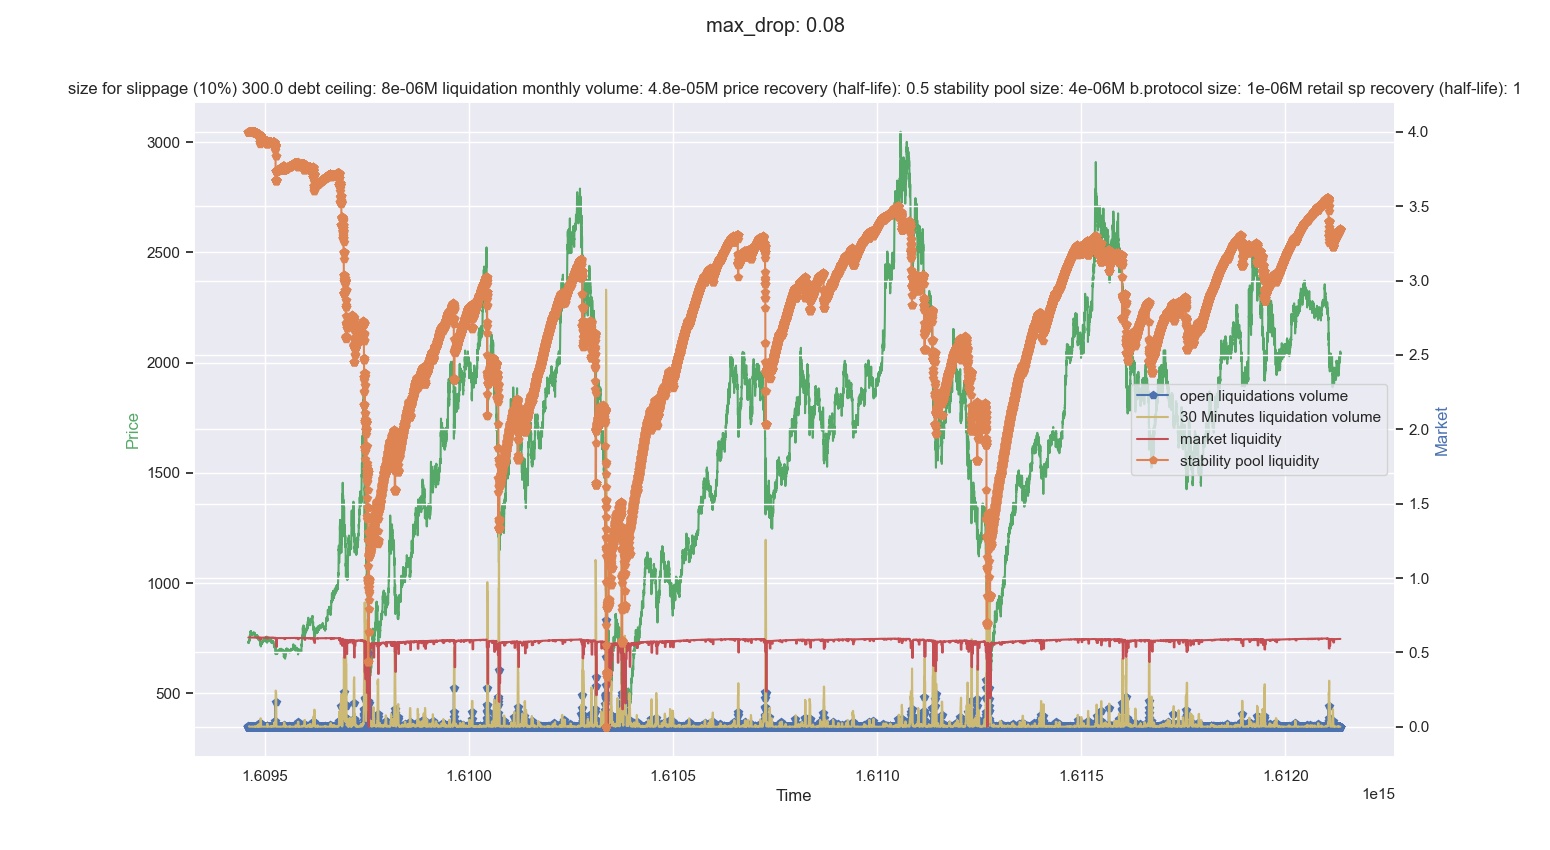 max_drop: 0.08
size for slippage (10%) 300.0 debt ceiling: 8e-06M liquidation monthly volume: 4.8e-05M price recovery (half-life): 0.5 stability pool size: 4e-06M b.protocol size: 1e-06M retail sp recovery (half-life): 1
3000
2500
2000
1500
1000
500
Price
4.0
3.5
3.0
2.5
2.0
1.5
1.0
0.5
0.0
Market
open liquidations volume
30 Minutes liquidation volume
market liquidity
stability pool liquidity
1.6095
1.6100
1.6105
1.6110
1.6115
1.6120
1e15
Time